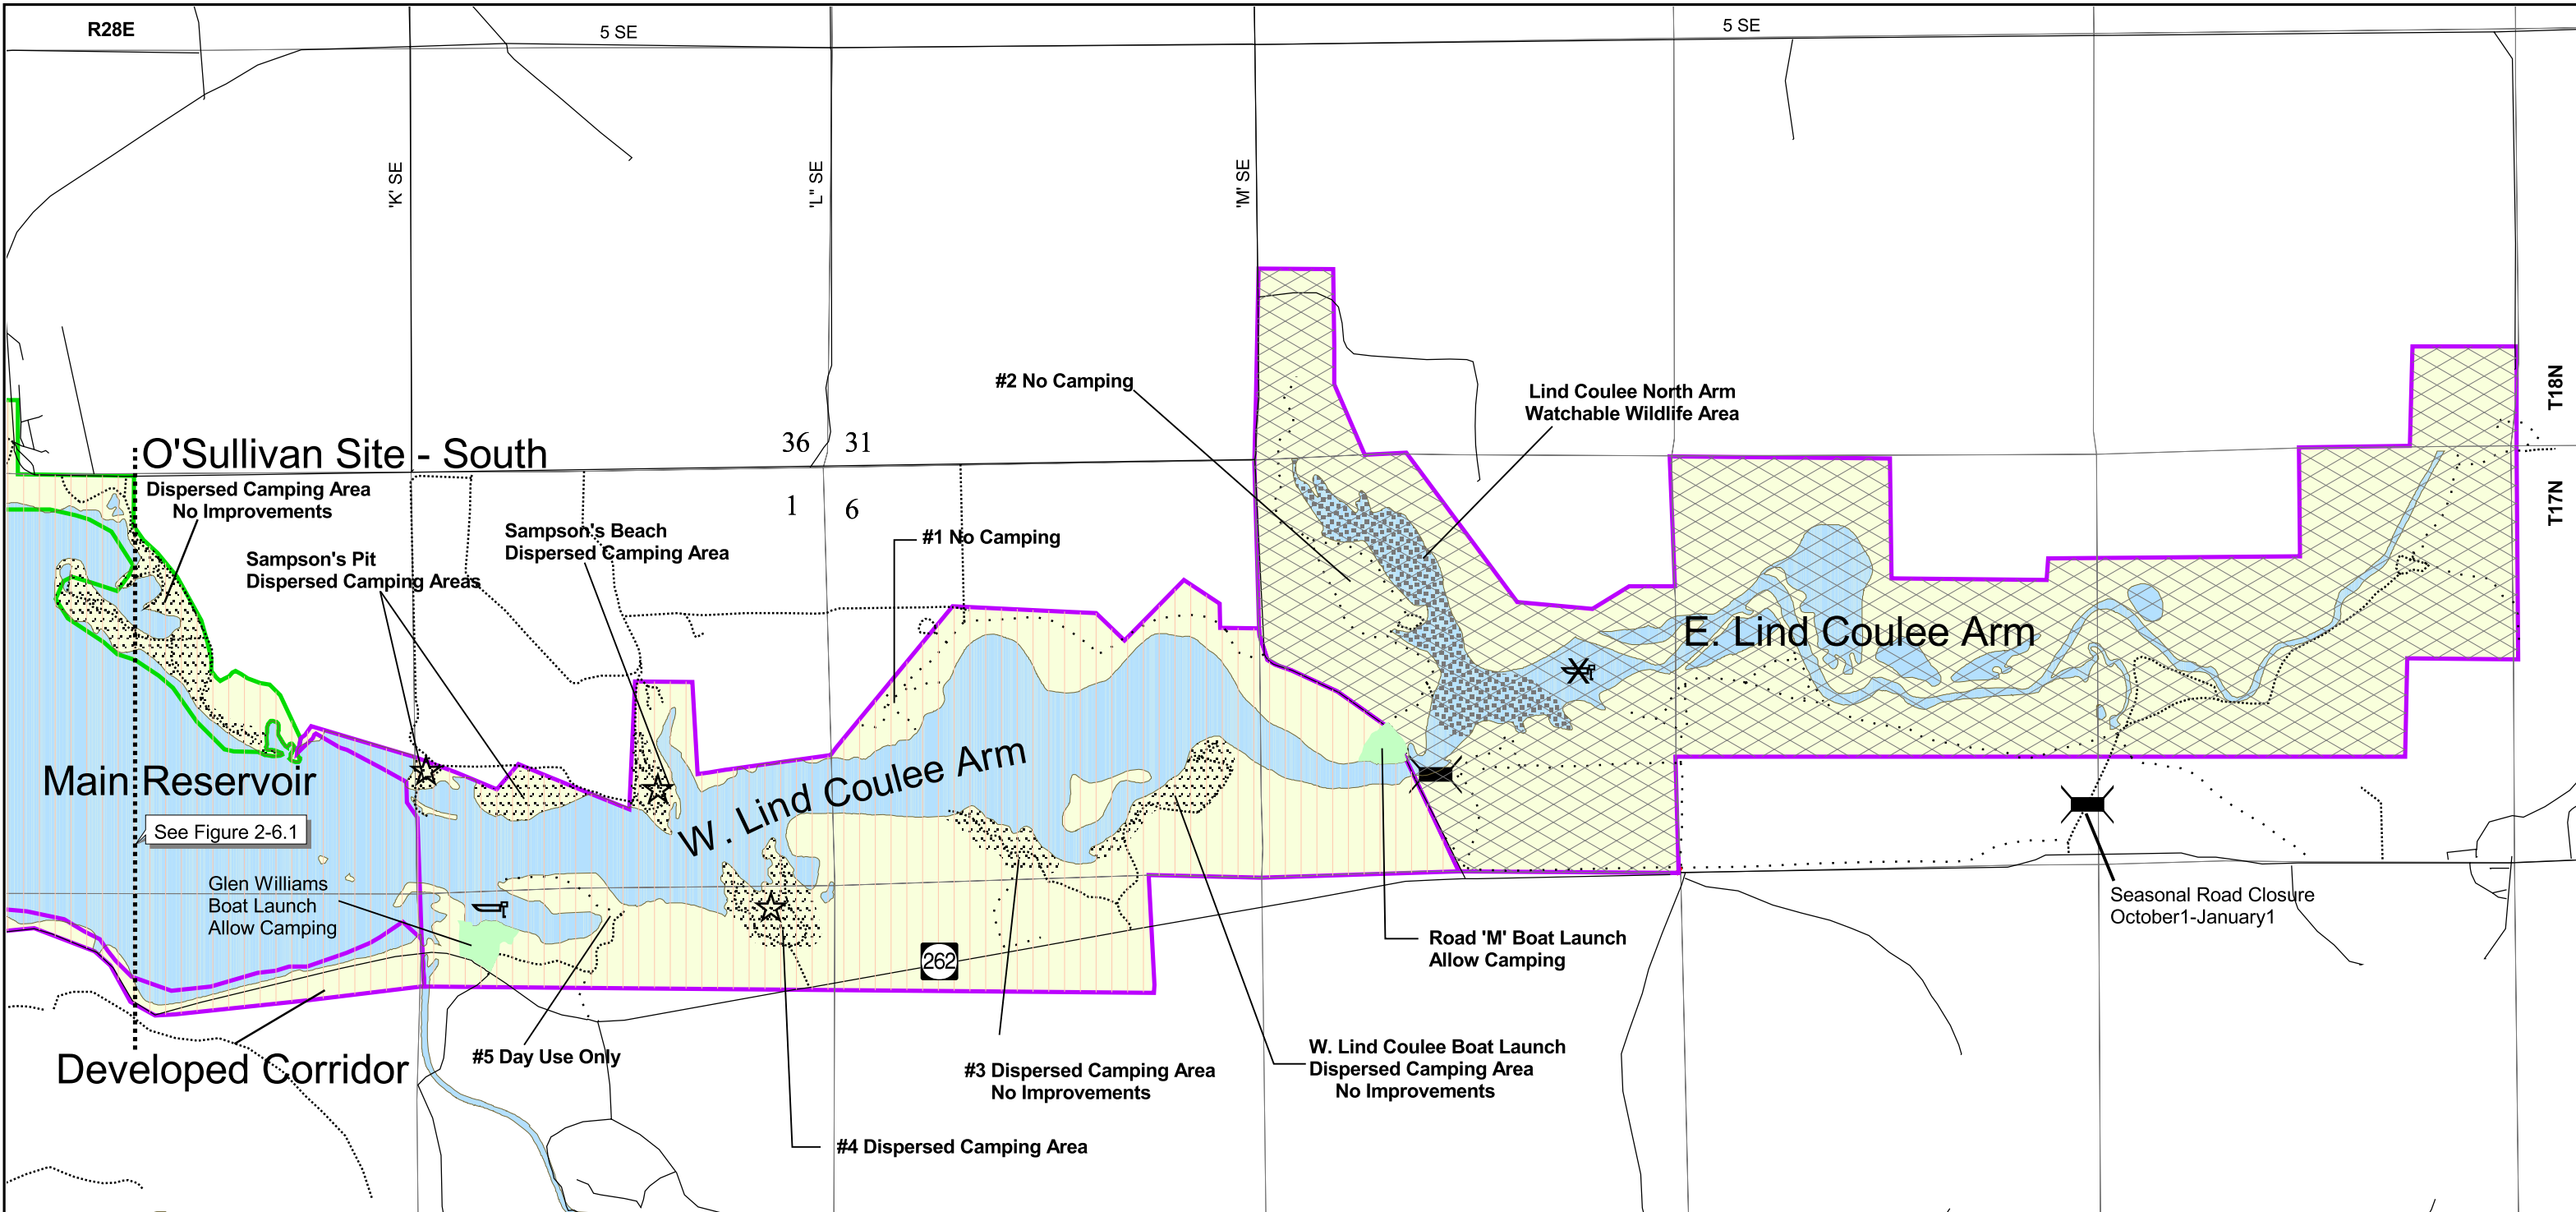 R28E
5 SE
5 SE
'K' SE
'L" SE
'M' SE
T18N
T17N
36
31
1
6
O'Sullivan Site - South
Dispersed Camping Area
No Improvements
Sampson's Pit
Dispersed Camping Areas
Sampson's Beach
Dispersed Camping Area
#1 No Camping
#2 No Camping
Lind Coulee North Arm
Watchable Wildlife Area
E. Lind Coulee Arm
W. Lind Coulee Arm
Main Reservoir
See Figure 2-6.1
Glen Williams
Boat Launch
Allow Camping
262
Developed Corridor
#5 Day Use Only
#4 Dispersed Camping Area
#3 Dispersed Camping Area
No Improvements
W. Lind Coulee Boat Launch
Dispersed Camping Area
No Improvements
Road 'M' Boat Launch
Allow Camping
Seasonal Road Closure
October1-January1